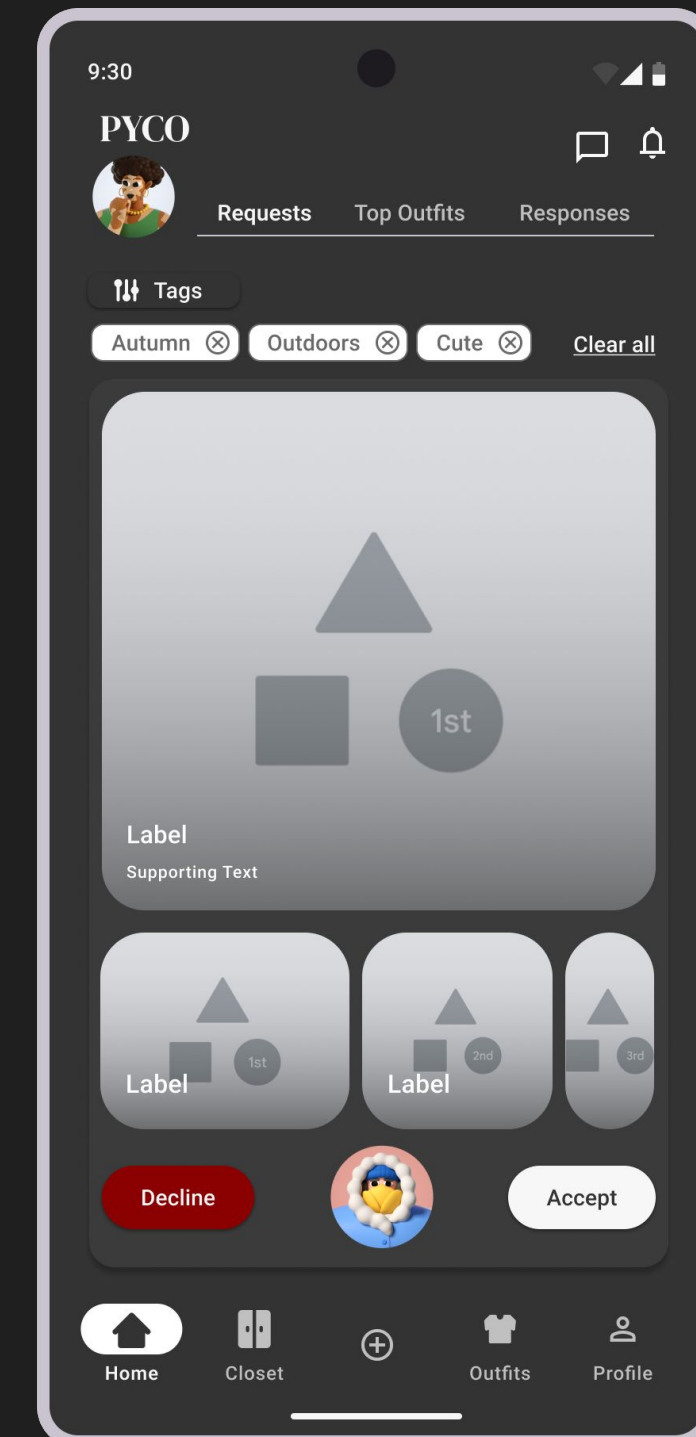 9:30
PYCO
Requests Top Outfits Responses
Tags
Autumn Outdoors Cute Clear all
1st
Label
Supporting Text
1st 2nd 3rd
Label Label
Decline Accept
Home Closet Outfits Profile